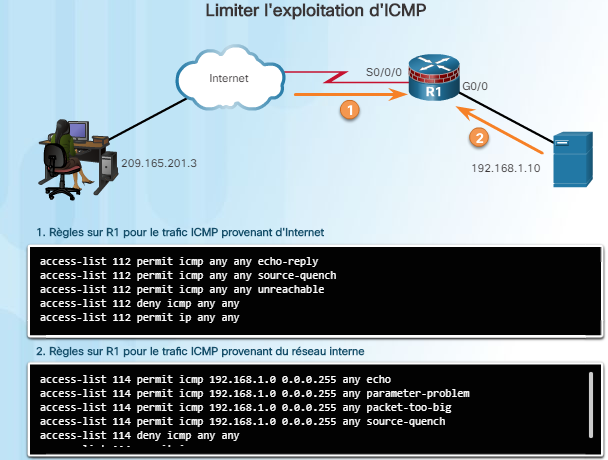 Limiter l'exploitation d'ICMP
Internet
S0/0/0
R1
G0/0
1
2
209.165.201.3
192.168.1.10
1. Règles sur R1 pour le trafic ICMP provenant d'Internet
access-list 112 permit icmp any any echo-reply
access-list 112 permit icmp any any source-quench
access-list 112 permit icmp any any unreachable
access-list 112 deny icmp any any
access-list 112 permit ip any any
2. Règles sur R1 pour le trafic ICMP provenant du réseau interne
access-list 114 permit icmp 192.168.1.0 0.0.0.255 any echo
access-list 114 permit icmp 192.168.1.0 0.0.0.255 any parameter-problem
access-list 114 permit icmp 192.168.1.0 0.0.0.255 any packet-too-big
access-list 114 permit icmp 192.168.1.0 0.0.0.255 any source-quench
access-list 114 deny icmp any any